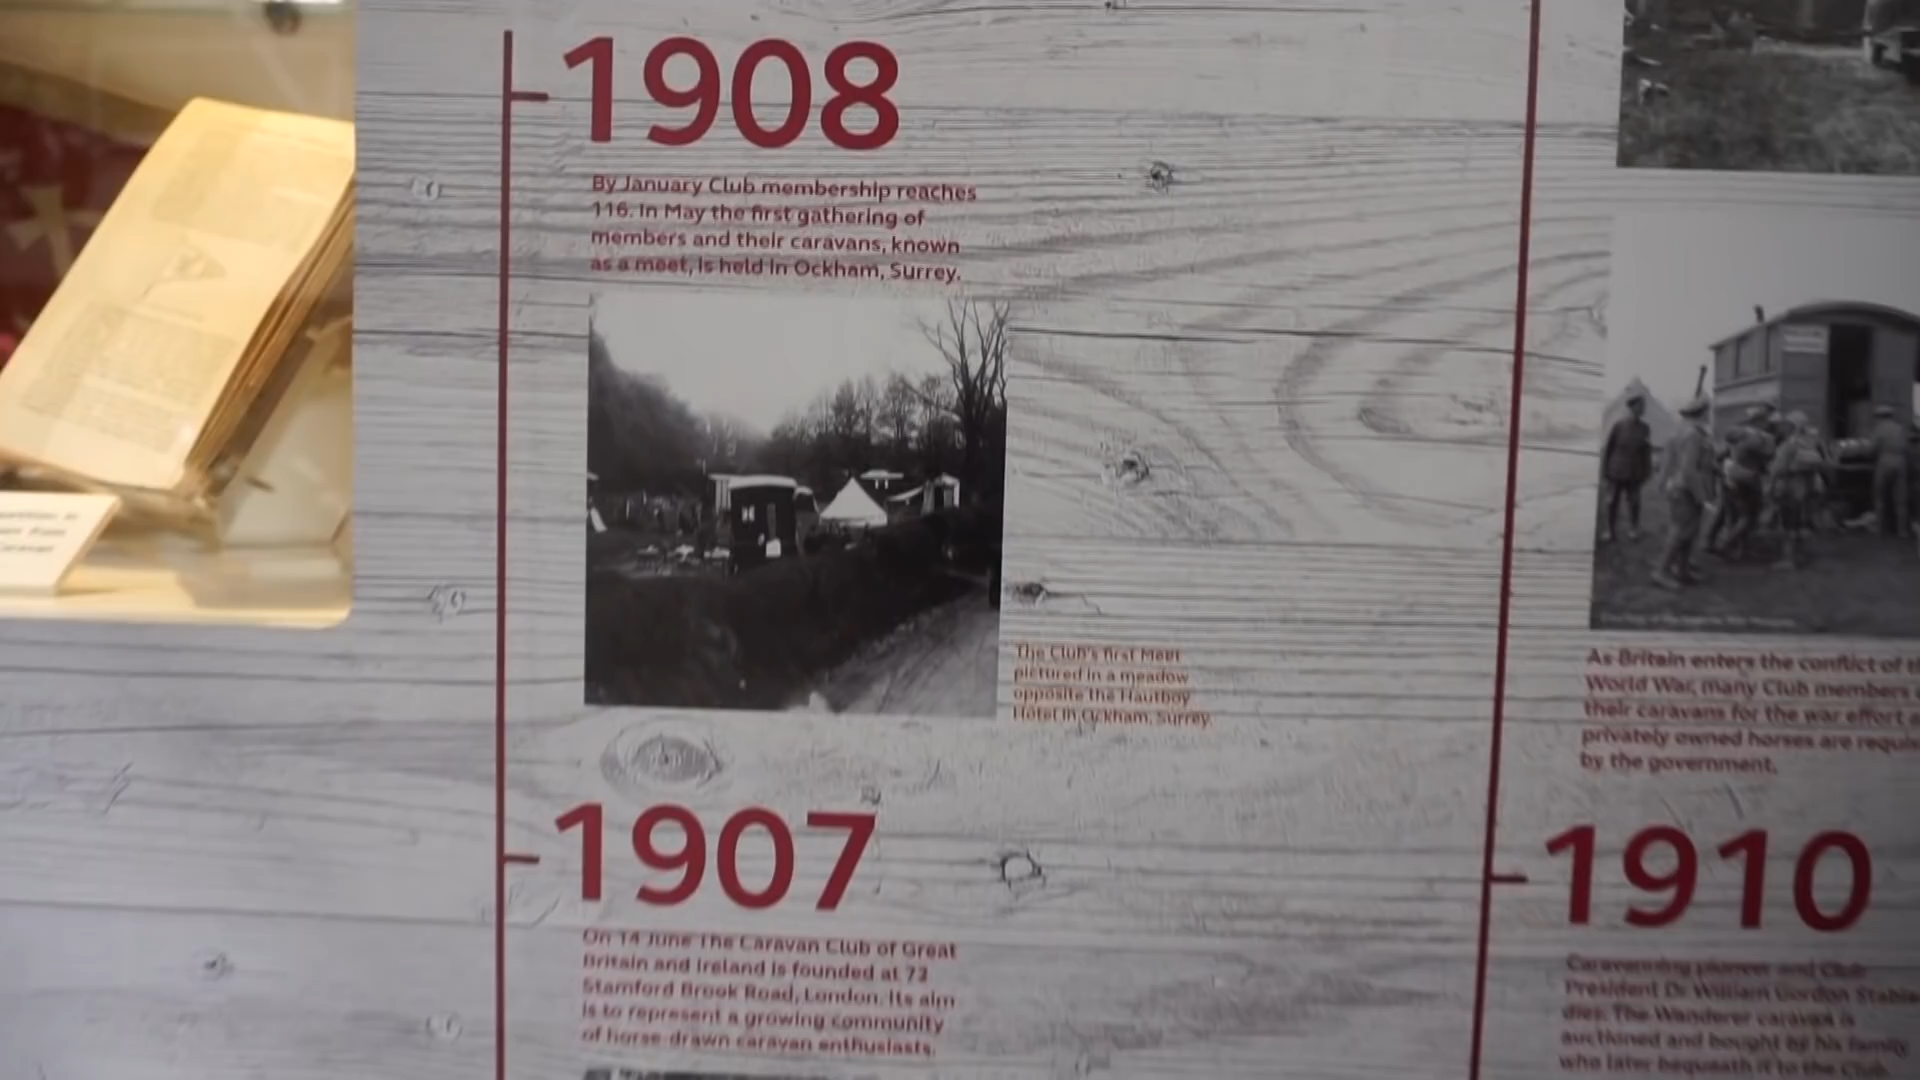 1908
By January Club membership reaches
116. In May the first gathering of
members and their caravans, known
as a meet, is held in Ockham, Surrey.
The Club's first Meet
pictured in a meadow
opposite the Hautboy
Hotel in Ockham, Surrey.
1907
On 14 June The Caravan Club of Great
Britain and Ireland is founded at 73
Stamford Brook Road, London. Its aim
is to represent a growing community
of horse-drawn caravan enthusiasts.
As Britain enters the conflict of
World War, many Club members
their caravans for the war effort
privately owned horses are
by the government.
1910
Caravanning pioneer and Club
President Dr William Gordon
dies. The Wanderer caravan is
auctioned and bought by his family
who later bequeath it to the Club.